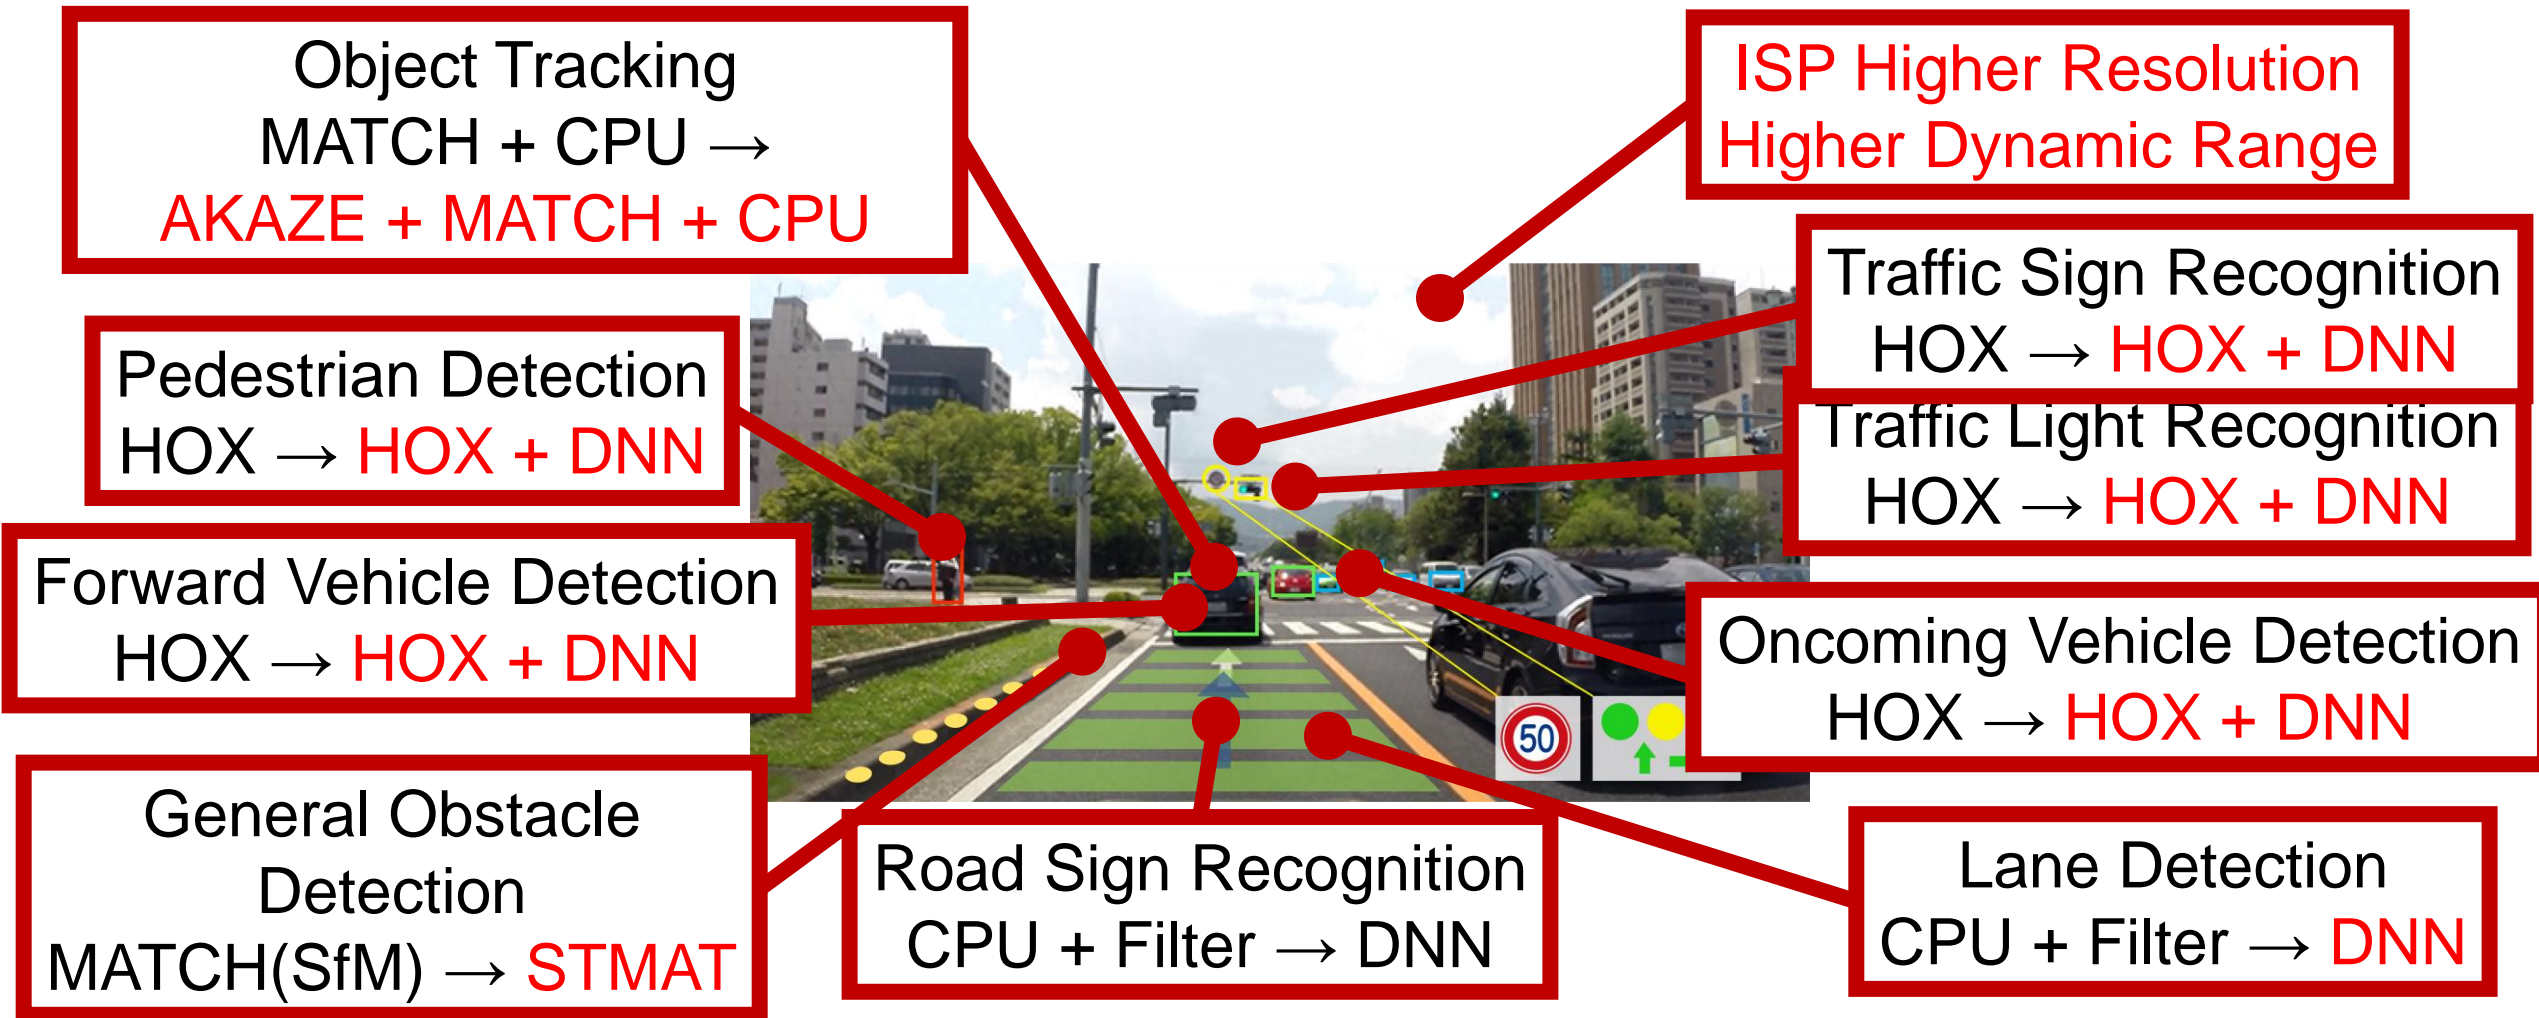 Object Tracking
MATCH + CPU →
AKAZE + MATCH + CPU
ISP Higher Resolution
Higher Dynamic Range
Traffic Sign Recognition
HOX → HOX + DNN
Pedestrian Detection
HOX → HOX + DNN
Traffic Light Recognition
HOX → HOX + DNN
Forward Vehicle Detection
HOX → HOX + DNN
Oncoming Vehicle Detection
HOX → HOX + DNN
50
General Obstacle
Detection
MATCH(SfM) → STMAT
Road Sign Recognition
CPU + Filter → DNN
Lane Detection
CPU + Filter → DNN